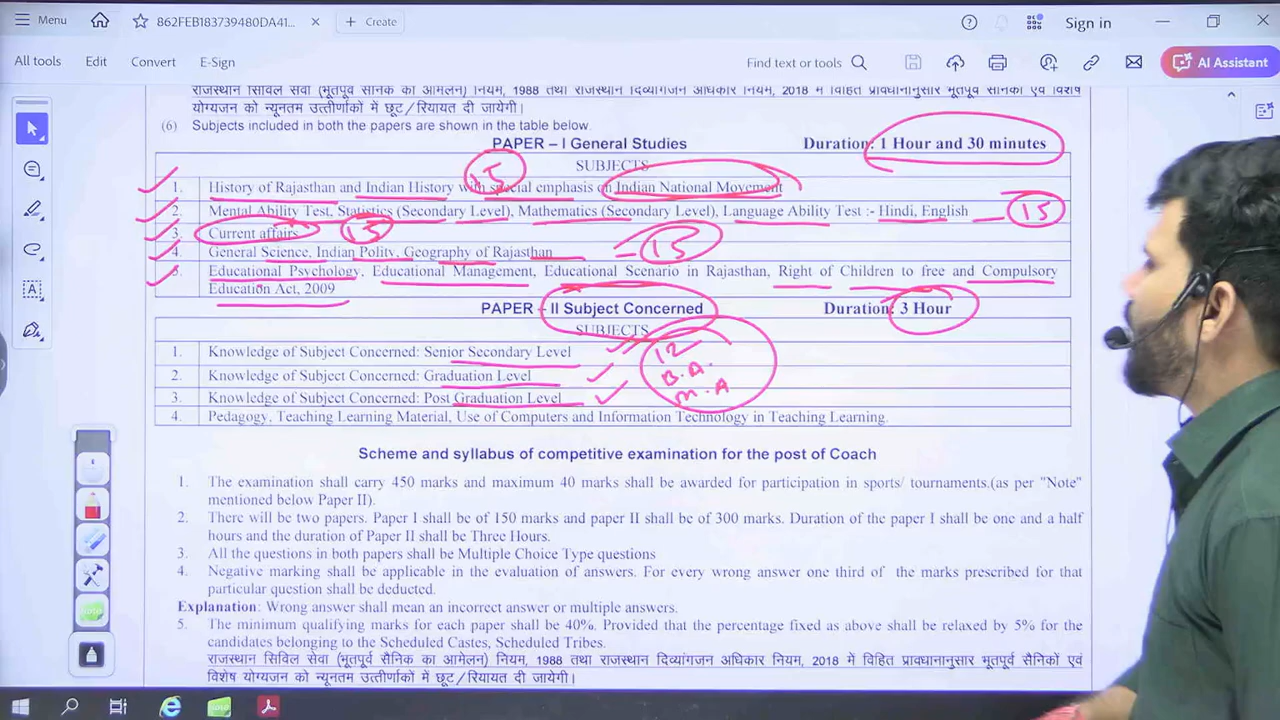 Menu
862FEB183739480DA41...
Create
Sign in
All tools
Edit
Convert
E-Sign
Find text or tools
AI Assistant
राजस्थान सिविल सेवा (भूतपूर्व सैनिकों का आमेलन) नियम, 1988 तथा राजस्थान दिव्यांगजन अधिकार नियम, 2018 में विहित प्रावधानानुसार भूतपूर्व सैनिकों एवं विशेष
योग्यजन को न्यूनतम उत्तीर्णांकों में छूट/रियायत दी जायेगी।
(6) Subjects included in both the papers are shown in the table below.
PAPER – I General Studies Duration: 1 Hour and 30 minutes
SUBJECTS
15
1. History of Rajasthan and Indian History with special emphasis on Indian National Movement
2. Mental Ability Test, Statistics (Secondary Level), Mathematics (Secondary Level), Language Ability Test :- Hindi, English 15
3. Current affairs 15
4. General Science, Indian Polity, Geography of Rajasthan 15
5. Educational Psychology, Educational Management, Educational Scenario in Rajasthan, Right of Children to free and Compulsory
Education Act, 2009
PAPER – II Subject Concerned Duration: 3 Hour
SUBJECTS
1. Knowledge of Subject Concerned: Senior Secondary Level 12
2. Knowledge of Subject Concerned: Graduation Level B.A.
3. Knowledge of Subject Concerned: Post Graduation Level M.A
4. Pedagogy, Teaching Learning Material, Use of Computers and Information Technology in Teaching Learning.
Scheme and syllabus of competitive examination for the post of Coach
1. The examination shall carry 450 marks and maximum 40 marks shall be awarded for participation in sports/ tournaments.(as per "Note"
mentioned below Paper II).
2. There will be two papers. Paper I shall be of 150 marks and paper II shall be of 300 marks. Duration of the paper I shall be one and a half
hours and the duration of Paper II shall be Three Hours.
3. All the questions in both papers shall be Multiple Choice Type questions
4. Negative marking shall be applicable in the evaluation of answers. For every wrong answer one third of the marks prescribed for that
particular question shall be deducted.
Explanation: Wrong answer shall mean an incorrect answer or multiple answers.
5. The minimum qualifying marks for each paper shall be 40%. Provided that the percentage fixed as above shall be relaxed by 5% for the
candidates belonging to the Scheduled Castes, Scheduled Tribes.
राजस्थान सिविल सेवा (भूतपूर्व सैनिक का आमेलन) नियम, 1988 तथा राजस्थान दिव्यांगजन अधिकार नियम, 2018 में विहित प्रावधानानुसार भूतपूर्व सैनिकों एवं
विशेष योग्यजन को न्यूनतम उत्तीर्णांकों में छूट/रियायत दी जायेगी।